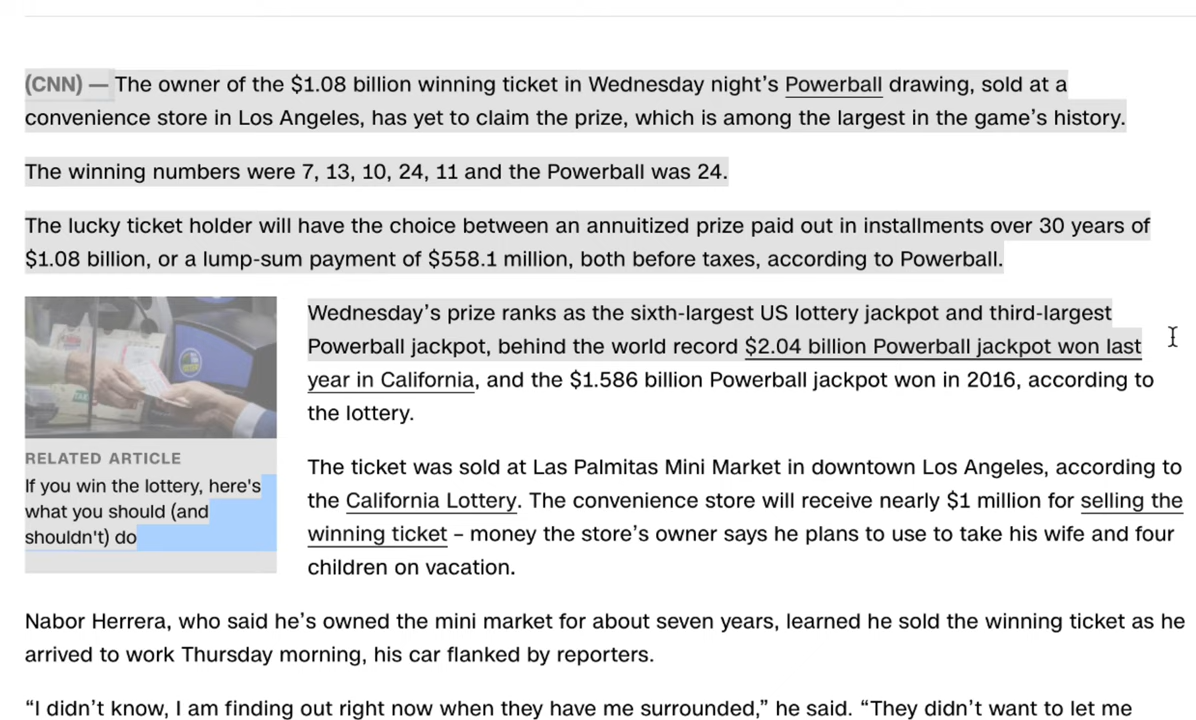 (CNN) — The owner of the $1.08 billion winning ticket in Wednesday night’s Powerball drawing, sold at a
convenience store in Los Angeles, has yet to claim the prize, which is among the largest in the game’s history.
The winning numbers were 7, 13, 10, 24, 11 and the Powerball was 24.
The lucky ticket holder will have the choice between an annuitized prize paid out in installments over 30 years of
$1.08 billion, or a lump-sum payment of $558.1 million, both before taxes, according to Powerball.
RELATED ARTICLE
If you win the lottery, here's
what you should (and
shouldn't) do
Wednesday’s prize ranks as the sixth-largest US lottery jackpot and third-largest
Powerball jackpot, behind the world record $2.04 billion Powerball jackpot won last
year in California, and the $1.586 billion Powerball jackpot won in 2016, according to
the lottery.
The ticket was sold at Las Palmitas Mini Market in downtown Los Angeles, according to
the California Lottery. The convenience store will receive nearly $1 million for selling the
winning ticket – money the store’s owner says he plans to use to take his wife and four
children on vacation.
Nabor Herrera, who said he’s owned the mini market for about seven years, learned he sold the winning ticket as he
arrived to work Thursday morning, his car flanked by reporters.
“I didn’t know, I am finding out right now when they have me surrounded,” he said. “They didn’t want to let me